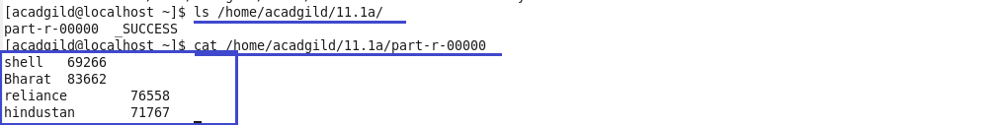 [acadgild@localhost ~]$ ls /home/acadgild/11.1a/
part-r-00000  _SUCCESS
[acadgild@localhost ~]$ cat /home/acadgild/11.1a/part-r-00000
shell   69266
Bharat  83662
reliance        76558
hindustan       71767